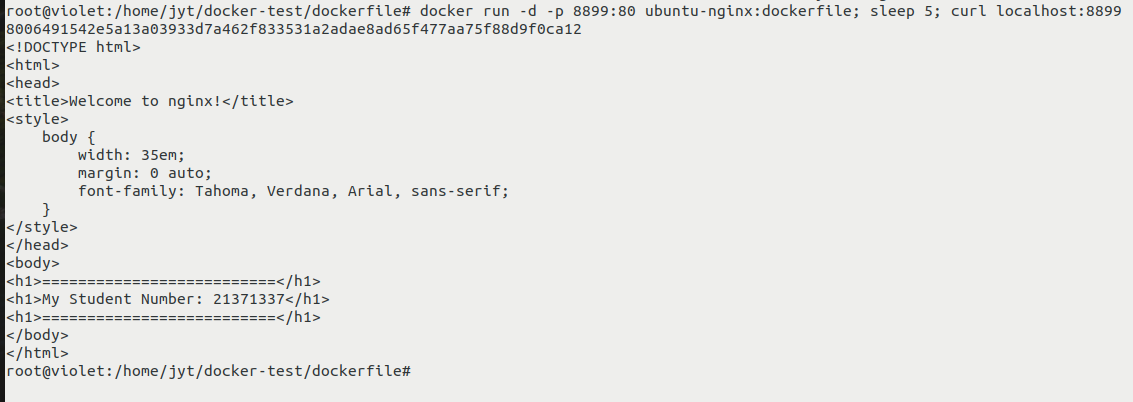 root@violet:/home/jyt/docker-test/dockerfile# docker run -d -p 8899:80 ubuntu-nginx:dockerfile; sleep 5; curl localhost:8899
8006491542e5a13a03933d7a462f833531a2adae8ad65f477aa75f88d9f0ca12
<!DOCTYPE html>
<html>
<head>
<title>Welcome to nginx!</title>
<style>
    body {
        width: 35em;
        margin: 0 auto;
        font-family: Tahoma, Verdana, Arial, sans-serif;
    }
</style>
</head>
<body>
<h1>==========================</h1>
<h1>My Student Number: 21371337</h1>
<h1>==========================</h1>
</body>
</html>
root@violet:/home/jyt/docker-test/dockerfile#